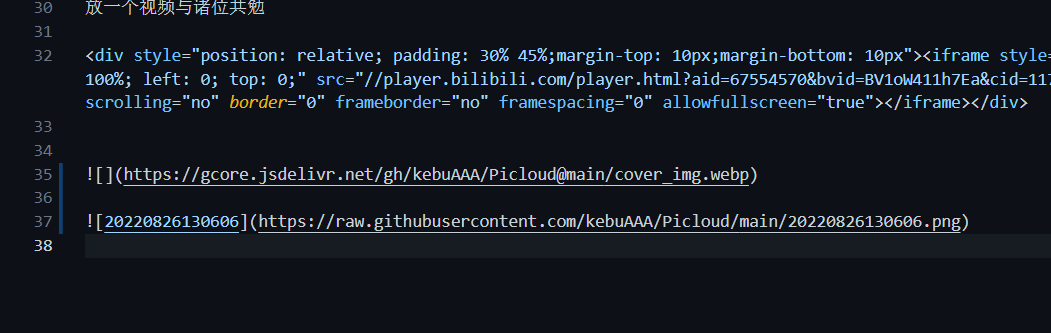 30 放一个视频与诸位共勉
31
32 <div style="position: relative; padding: 30% 45%;margin-top: 10px;margin-bottom: 10px"><iframe style=
100%; left: 0; top: 0;" src="//player.bilibili.com/player.html?aid=67554570&bvid=BV1oW411h7Ea&cid=117
scrolling="no" border="0" frameborder="no" framespacing="0" allowfullscreen="true"></iframe></div>
33
34
35 ![](https://gcore.jsdelivr.net/gh/kebuAAA/Picloud@main/cover_img.webp)
36
37 ![20220826130606](https://raw.githubusercontent.com/kebuAAA/Picloud/main/20220826130606.png)
38